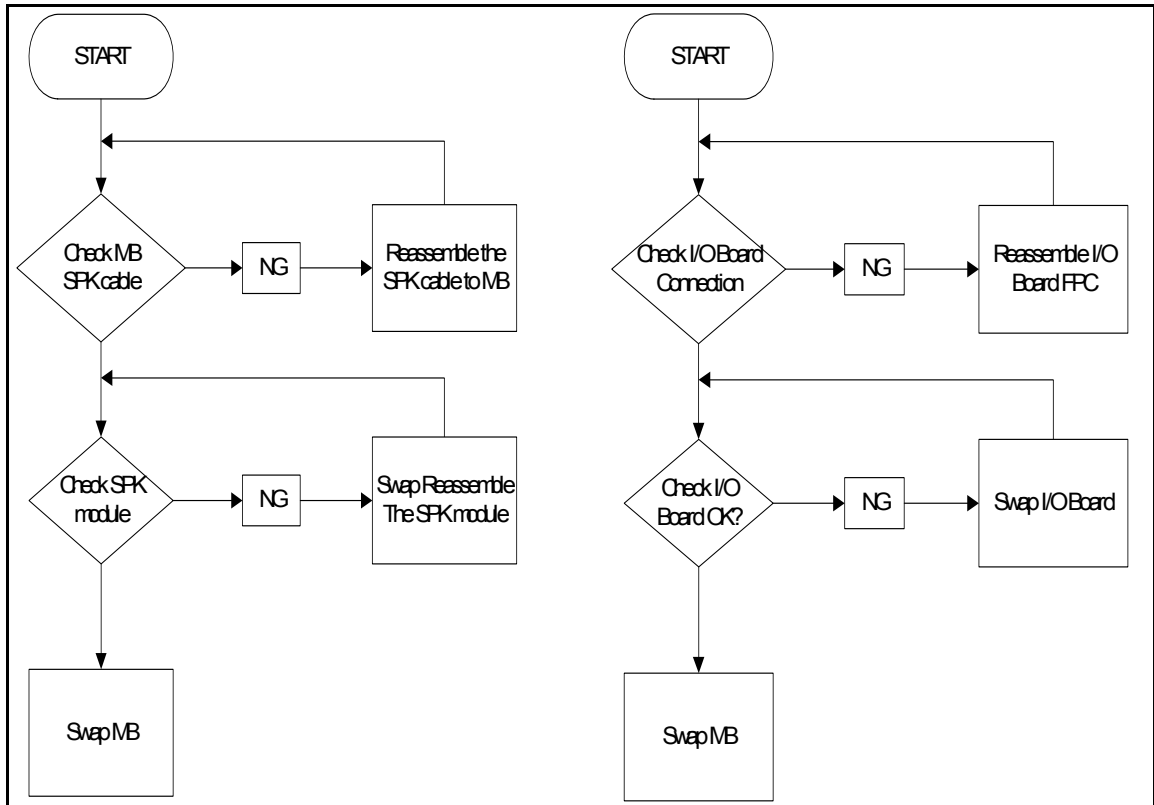 START
Check MB
SPK cable
NG
Reassemble the
SPK cable to MB
Check SPK
module
NG
Swap Reassemble
The SPK module
Swap MB
START
Check I/O Board
Connection
NG
Reassemble I/O
Board FPC
Check I/O
Board OK?
NG
Swap I/O Board
Swap MB